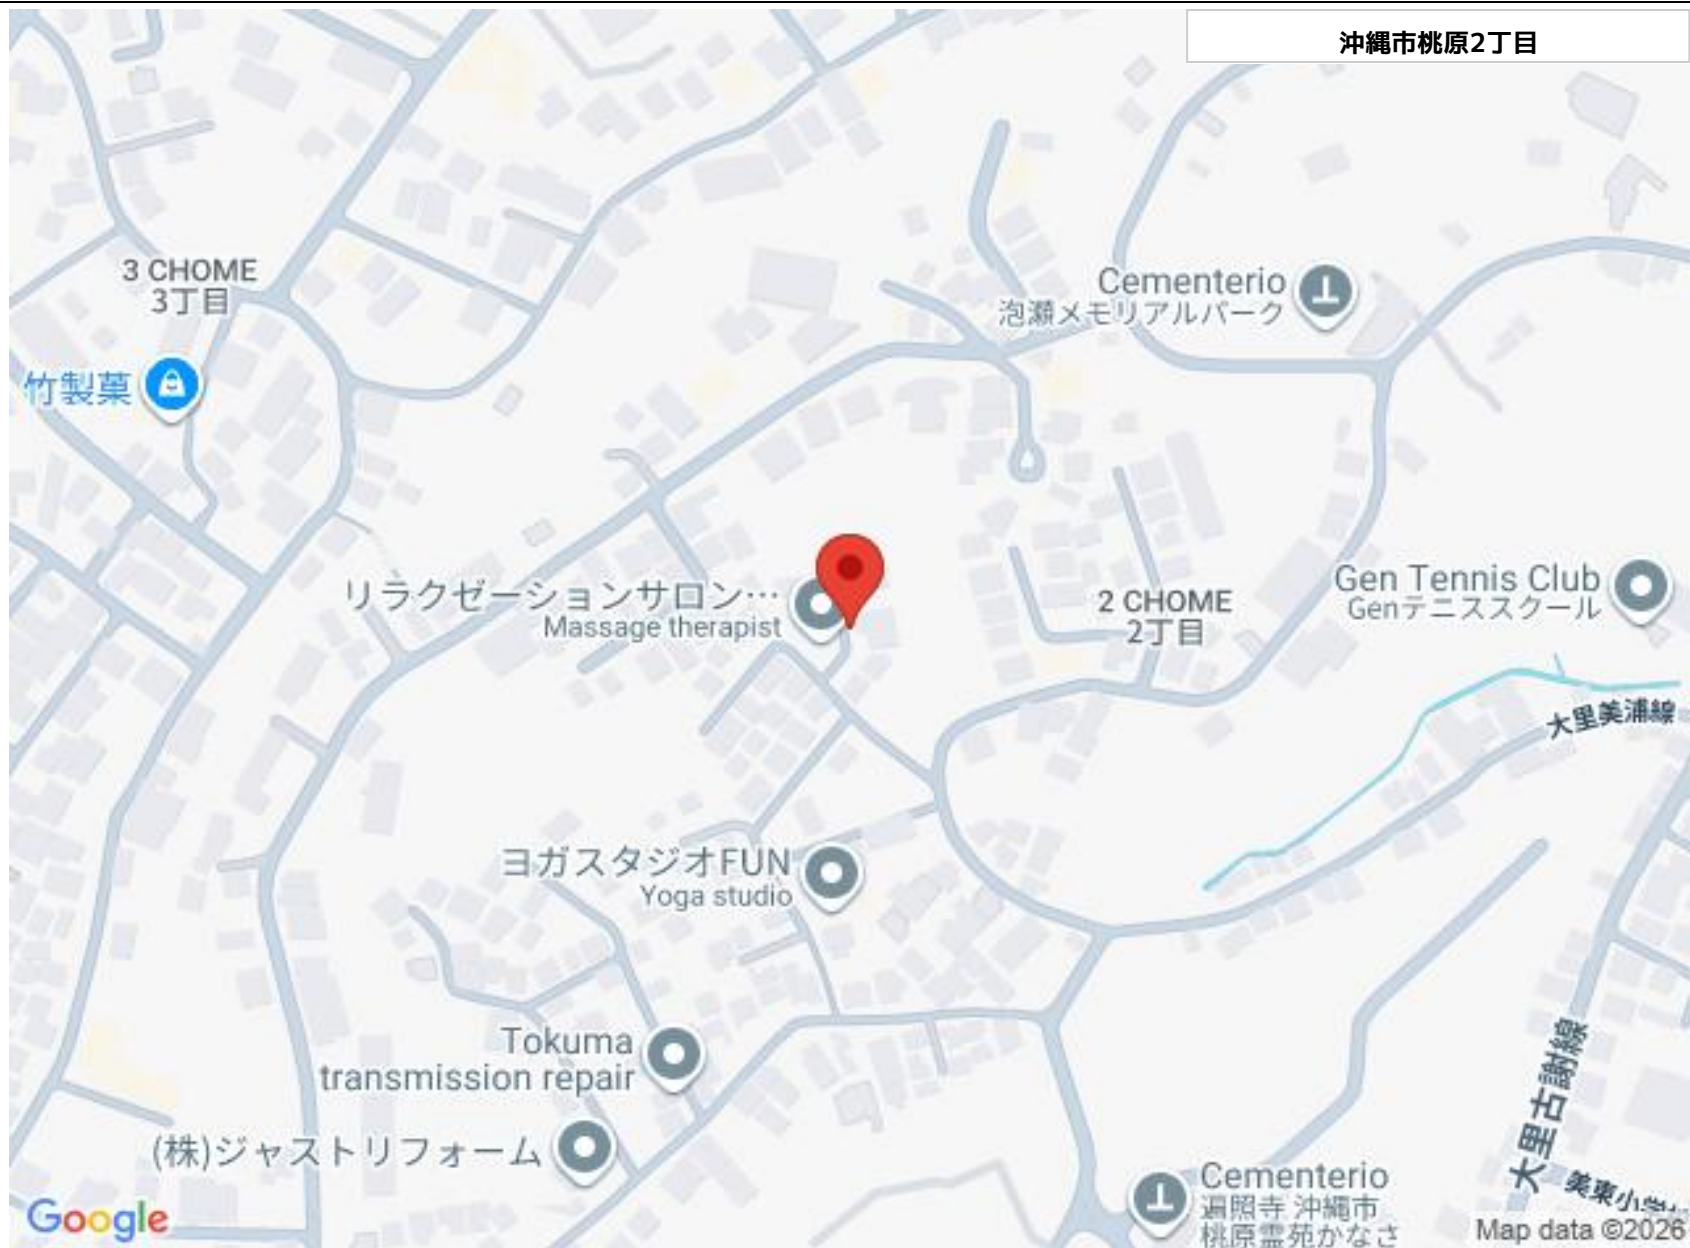 沖縄市桃原2丁目
3 CHOME
3丁目
Cementerio
泡瀬メモリアルパーク
竹製菓
リラクゼーションサロン…
Massage therapist
2 CHOME
2丁目
Gen Tennis Club
Genテニススクール
大里美浦線
ヨガスタジオFUN
Yoga studio
Tokuma
transmission repair
大里古謝線
(株)ジャストリフォーム
Cementerio
遍照寺 沖縄市
桃原霊苑かなさ
美東小学
Google
Map data ©2026